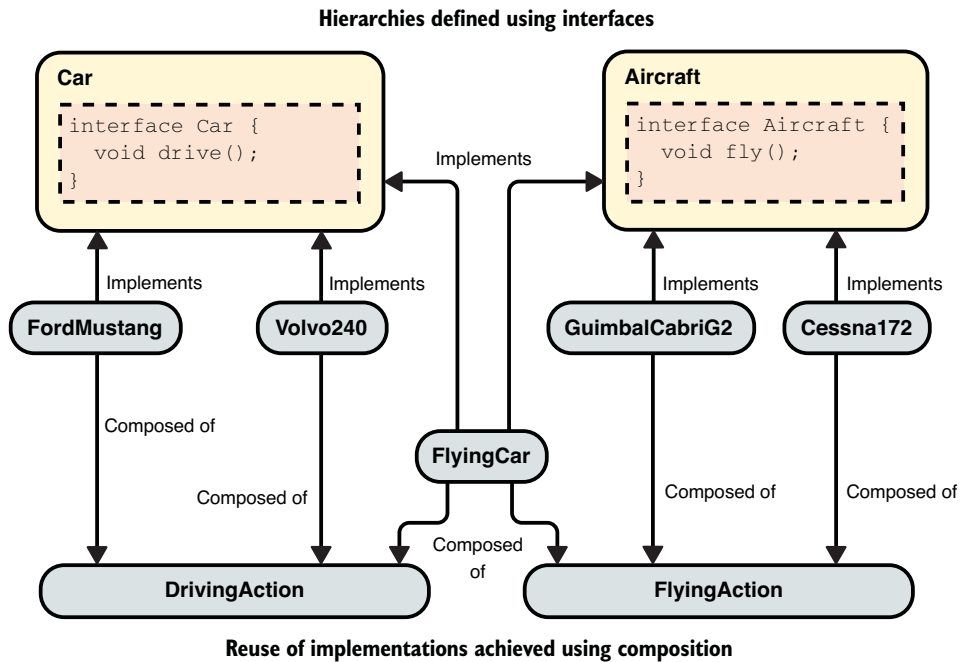 Hierarchies defined using interfaces
Car
interface Car {
void drive();
}
Aircraft
interface Aircraft {
void fly();
}
Implements
Implements
Implements
Implements
Implements
FordMustang
Volvo240
GuimbalCabriG2
Cessna172
Composed of
FlyingCar
Composed of
Composed of
Composed of
Composed
of
DrivingAction
FlyingAction
Reuse of implementations achieved using composition